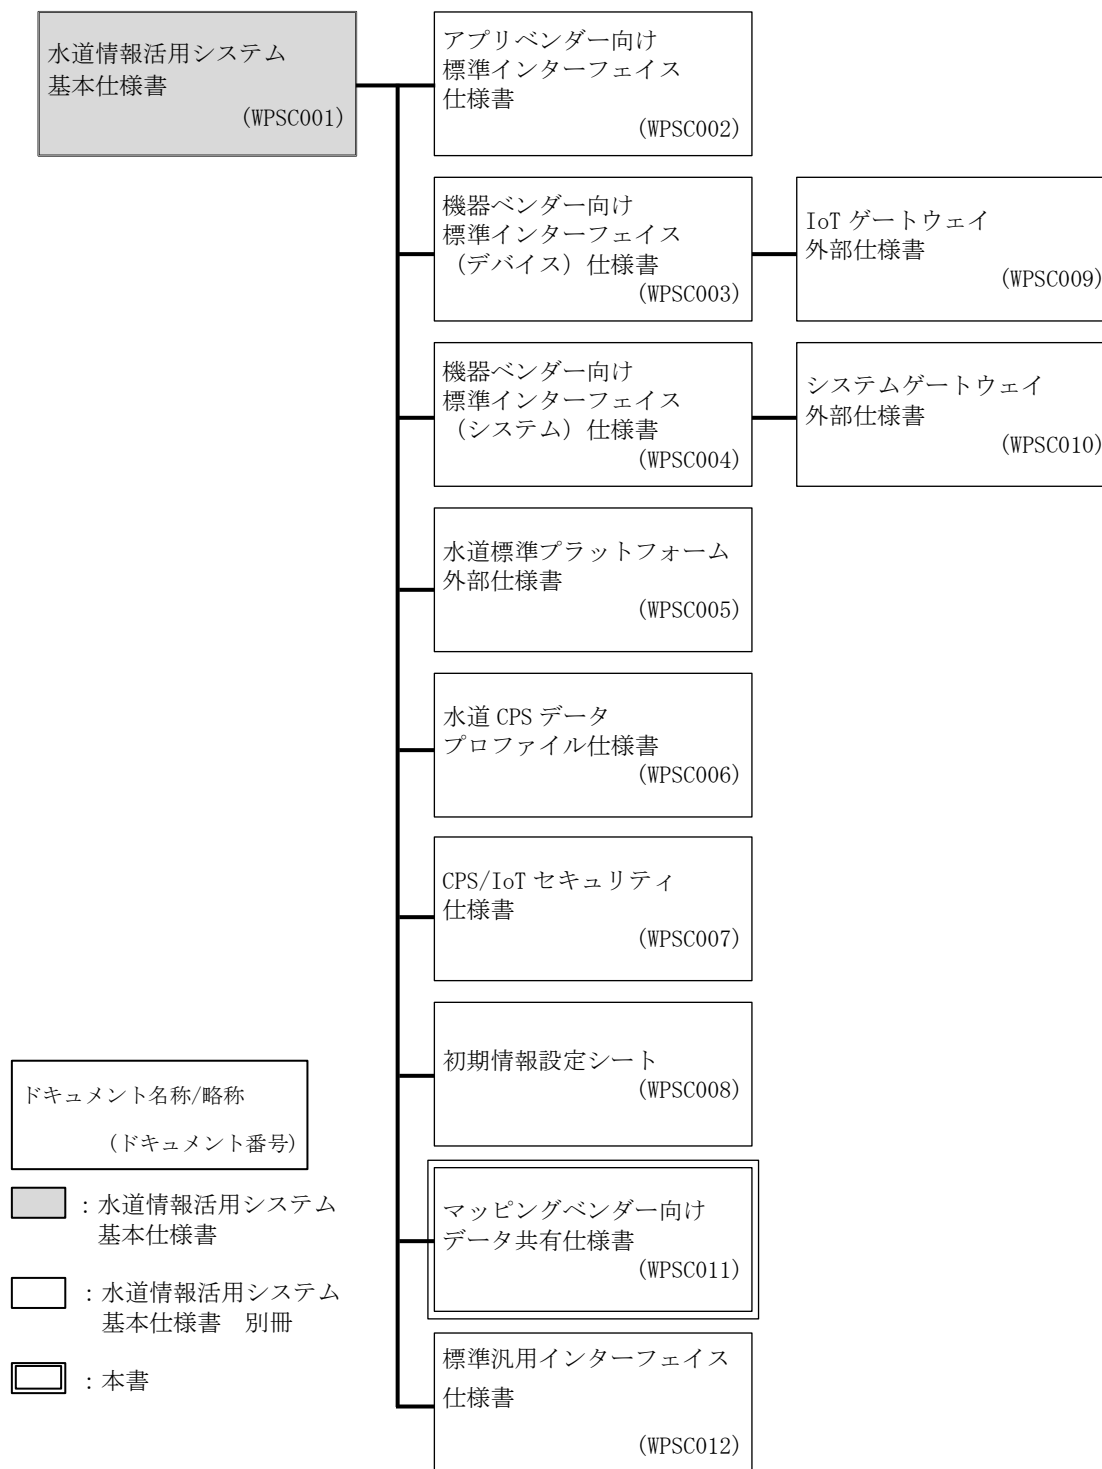 水道情報活用システム
基本仕様書
(WPSC001)
アプリベンダー向け
標準インターフェイス
仕様書
(WPSC002)
機器ベンダー向け
標準インターフェイス
（デバイス）仕様書
(WPSC003)
IoT ゲートウェイ
外部仕様書
(WPSC009)
機器ベンダー向け
標準インターフェイス
（システム）仕様書
(WPSC004)
システムゲートウェイ
外部仕様書
(WPSC010)
水道標準プラットフォーム
外部仕様書
(WPSC005)
水道 CPS データ
プロファイル仕様書
(WPSC006)
CPS/IoT セキュリティ
仕様書
(WPSC007)
初期情報設定シート
(WPSC008)
マッピングベンダー向け
データ共有仕様書
(WPSC011)
標準汎用インターフェイス
仕様書
(WPSC012)
ドキュメント名称/略称
(ドキュメント番号)
：水道情報活用システム
基本仕様書
：水道情報活用システム
基本仕様書　別冊
：本書